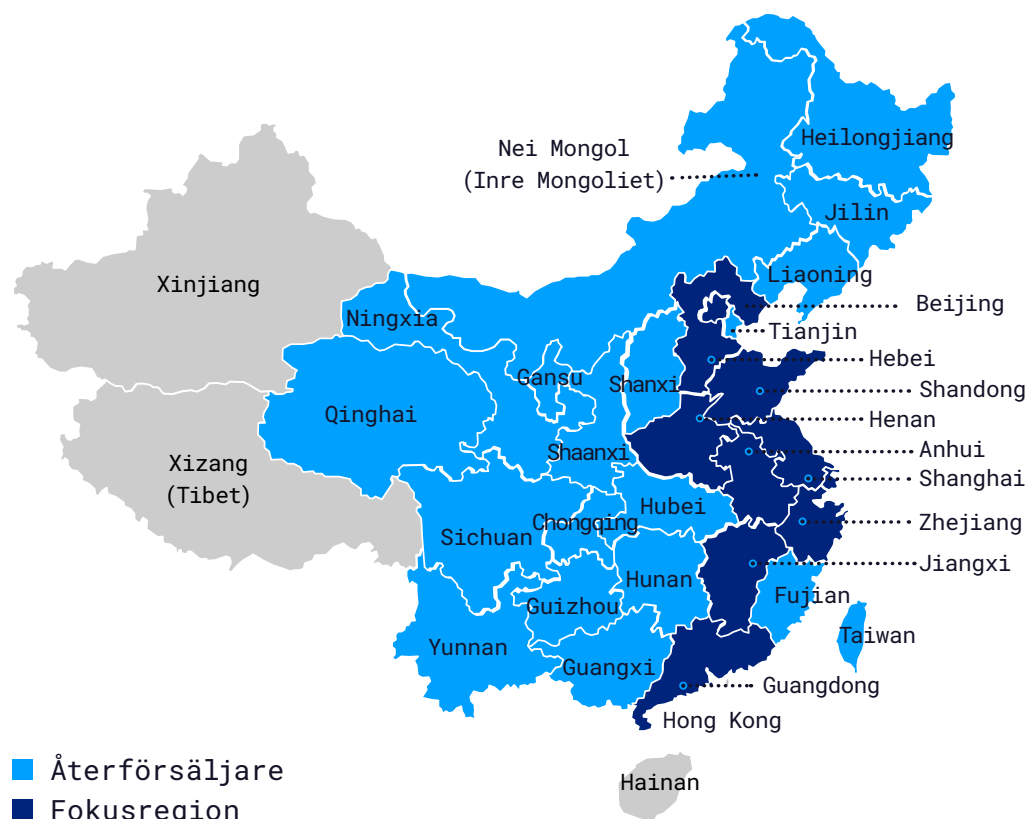 Heilongjiang
Nei Mongol
(Inre Mongoliet)
Jilin
Liaoning
Xinjiang
Beijing
Ningxia
Tianjin
Hebei
Gansu
Shanxi
Shandong
Qinghai
Henan
Shaanxi
Anhui
Xizang
(Tibet)
Shanghai
Hubei
Chongqing
Zhejiang
Sichuan
Jiangxi
Hunan
Fujian
Guizhou
Taiwan
Yunnan
Guangxi
Guangdong
Hong Kong
Återförsäljare
Hainan
Fokusregion